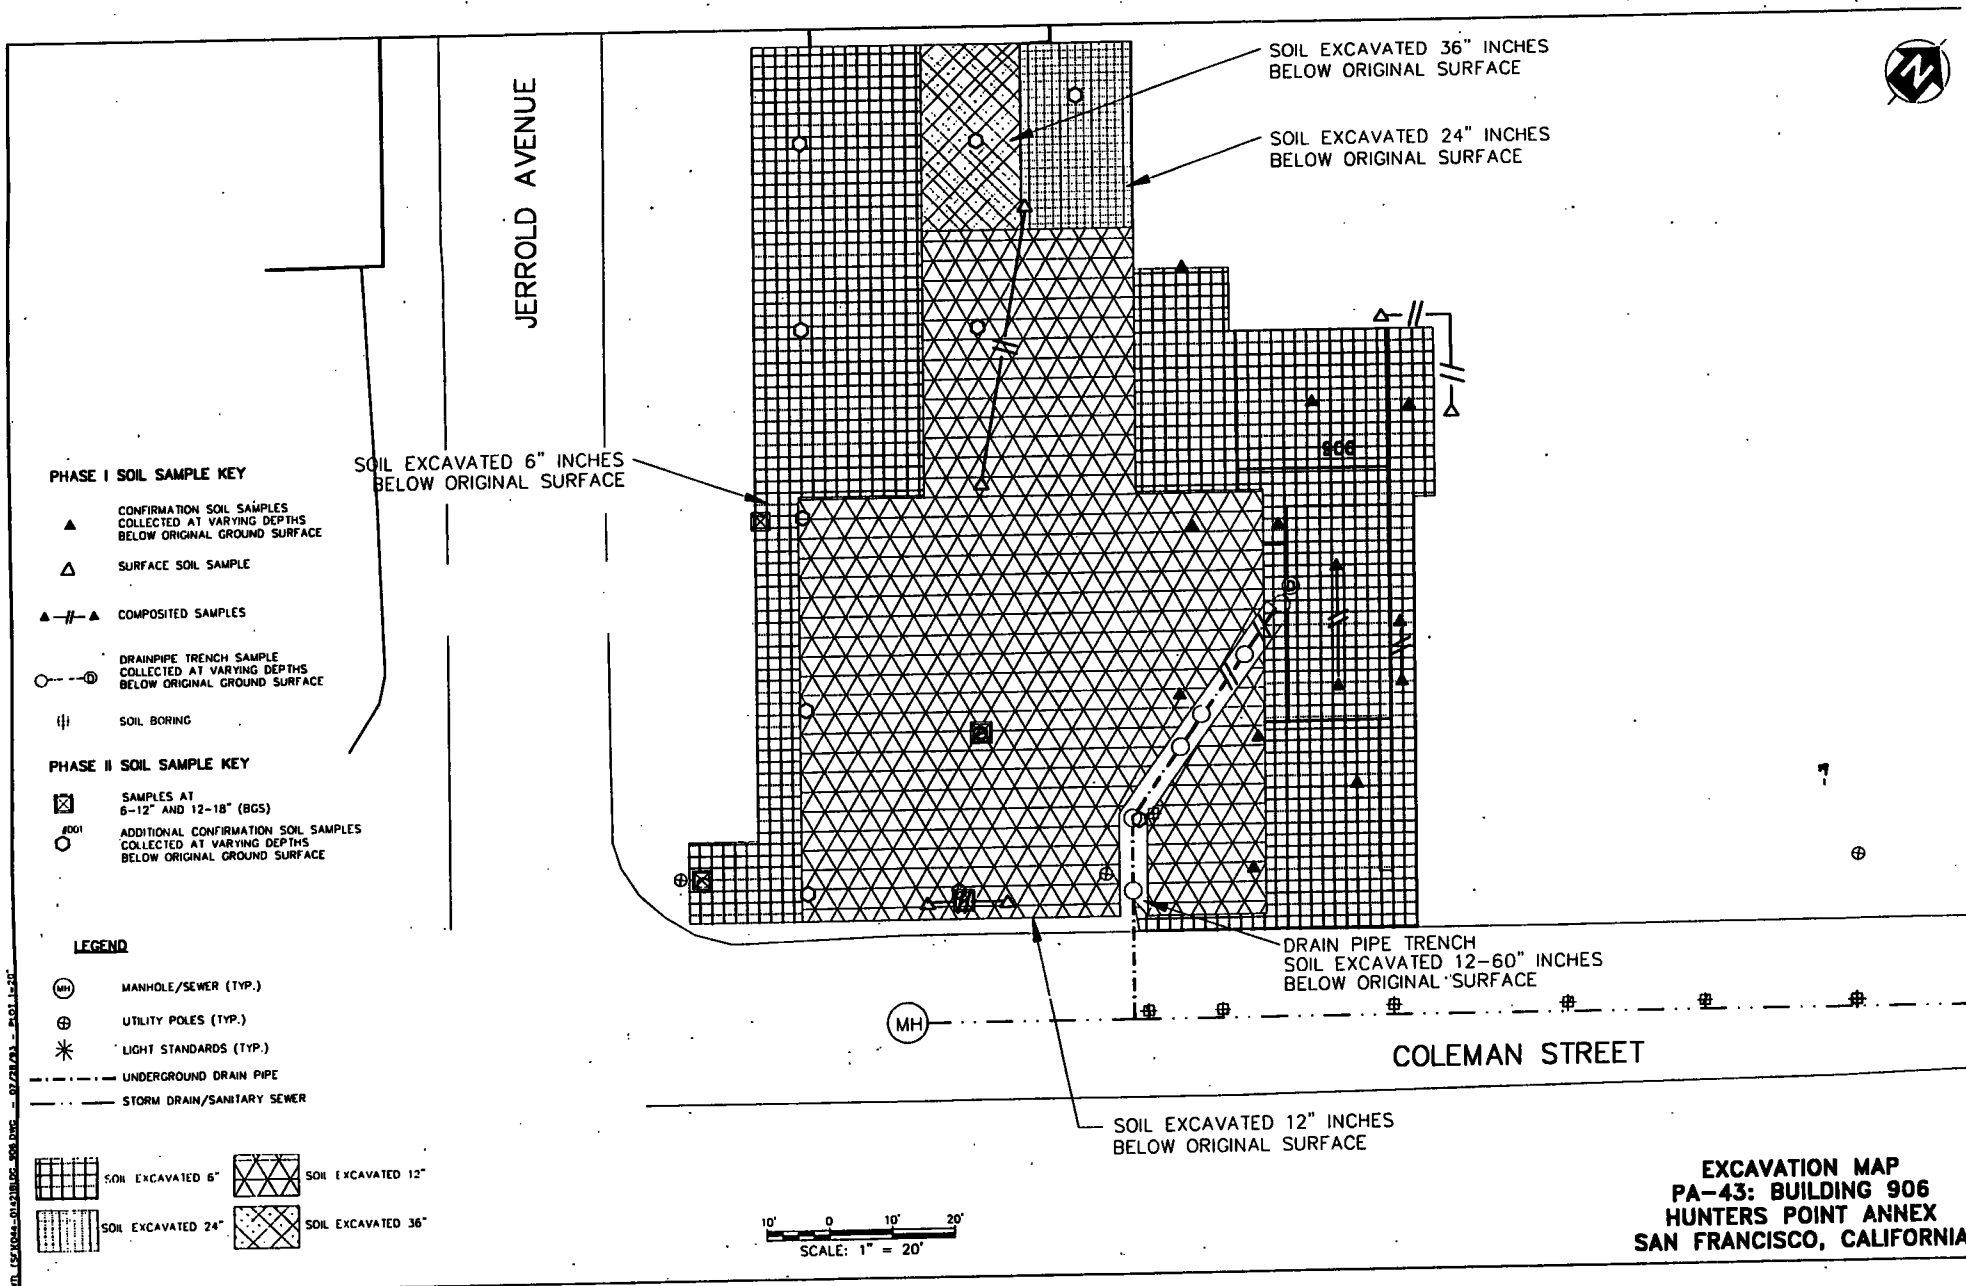 SOIL EXCAVATED 36" INCHES
BELOW ORIGINAL SURFACE
SOIL EXCAVATED 24" INCHES
BELOW ORIGINAL SURFACE
JERROLD AVENUE
N
906
SOIL EXCAVATED 6" INCHES
BELOW ORIGINAL SURFACE
PHASE I SOIL SAMPLE KEY
CONFIRMATION SOIL SAMPLES
COLLECTED AT VARYING DEPTHS
BELOW ORIGINAL GROUND SURFACE
SURFACE SOIL SAMPLE
COMPOSITED SAMPLES
DRAINPIPE TRENCH SAMPLE
COLLECTED AT VARYING DEPTHS
BELOW ORIGINAL GROUND SURFACE
D
D
SOIL BORING
PHASE II SOIL SAMPLE KEY
SAMPLES AT
6-12" AND 12-18" (BGS)
#D01
ADDITIONAL CONFIRMATION SOIL SAMPLES
COLLECTED AT VARYING DEPTHS
BELOW ORIGINAL GROUND SURFACE
LEGEND
MH
MANHOLE/SEWER (TYP.)
UTILITY POLES (TYP.)
LIGHT STANDARDS (TYP.)
UNDERGROUND DRAIN PIPE
STORM DRAIN/SANITARY SEWER
SOIL EXCAVATED 6"
SOIL EXCAVATED 12"
SOIL EXCAVATED 24"
SOIL EXCAVATED 36"
DRAIN PIPE TRENCH
SOIL EXCAVATED 12-60" INCHES
BELOW ORIGINAL SURFACE
MH
COLEMAN STREET
SOIL EXCAVATED 12" INCHES
BELOW ORIGINAL SURFACE
10' 0 10' 20'
SCALE: 1" = 20'
EXCAVATION MAP
PA-43: BUILDING 906
HUNTERS POINT ANNEX
SAN FRANCISCO, CALIFORNIA